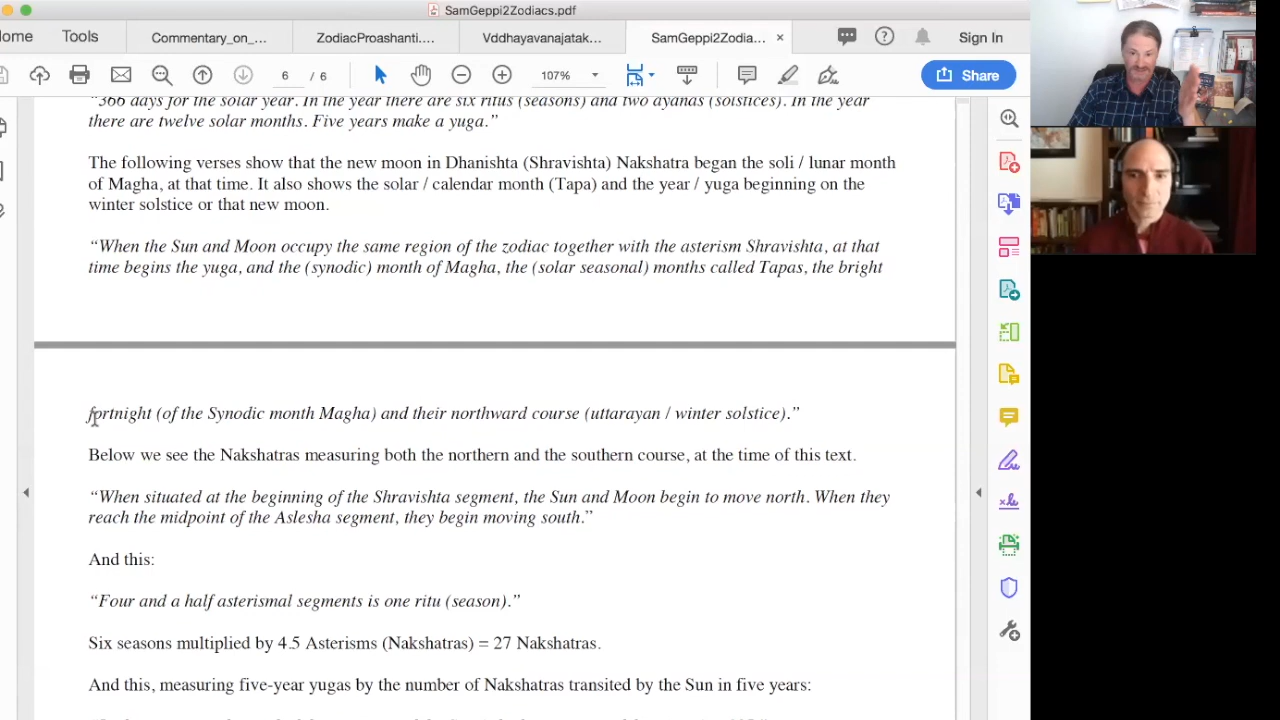 SamGeppi2Zodiacs.pdf
ome
Tools
Commentary_on_...
ZodiacProashanti....
Vidhayavanajatak...
SamGeppi2Zodia...
Sign In
6 / 6
107%
Share
“366 days for the solar year. In the year there are six ritus (seasons) and two ayanas (solstices). In the year
there are twelve solar months. Five years make a yuga.”
The following verses show that the new moon in Dhanishta (Shravishta) Nakshatra began the soli / lunar month
of Magha, at that time. It also shows the solar / calendar month (Tapa) and the year / yuga beginning on the
winter solstice or that new moon.
“When the Sun and Moon occupy the same region of the zodiac together with the asterism Shravishta, at that
time begins the yuga, and the (synodic) month of Magha, the (solar seasonal) months called Tapas, the bright
fortnight (of the Synodic month Magha) and their northward course (uttarayan / winter solstice).”
Below we see the Nakshatras measuring both the northern and the southern course, at the time of this text.
“When situated at the beginning of the Shravishta segment, the Sun and Moon begin to move north. When they
reach the midpoint of the Aslesha segment, they begin moving south.”
And this:
“Four and a half asterismal segments is one ritu (season).”
Six seasons multiplied by 4.5 Asterisms (Nakshatras) = 27 Nakshatras.
And this, measuring five-year yugas by the number of Nakshatras transited by the Sun in five years: